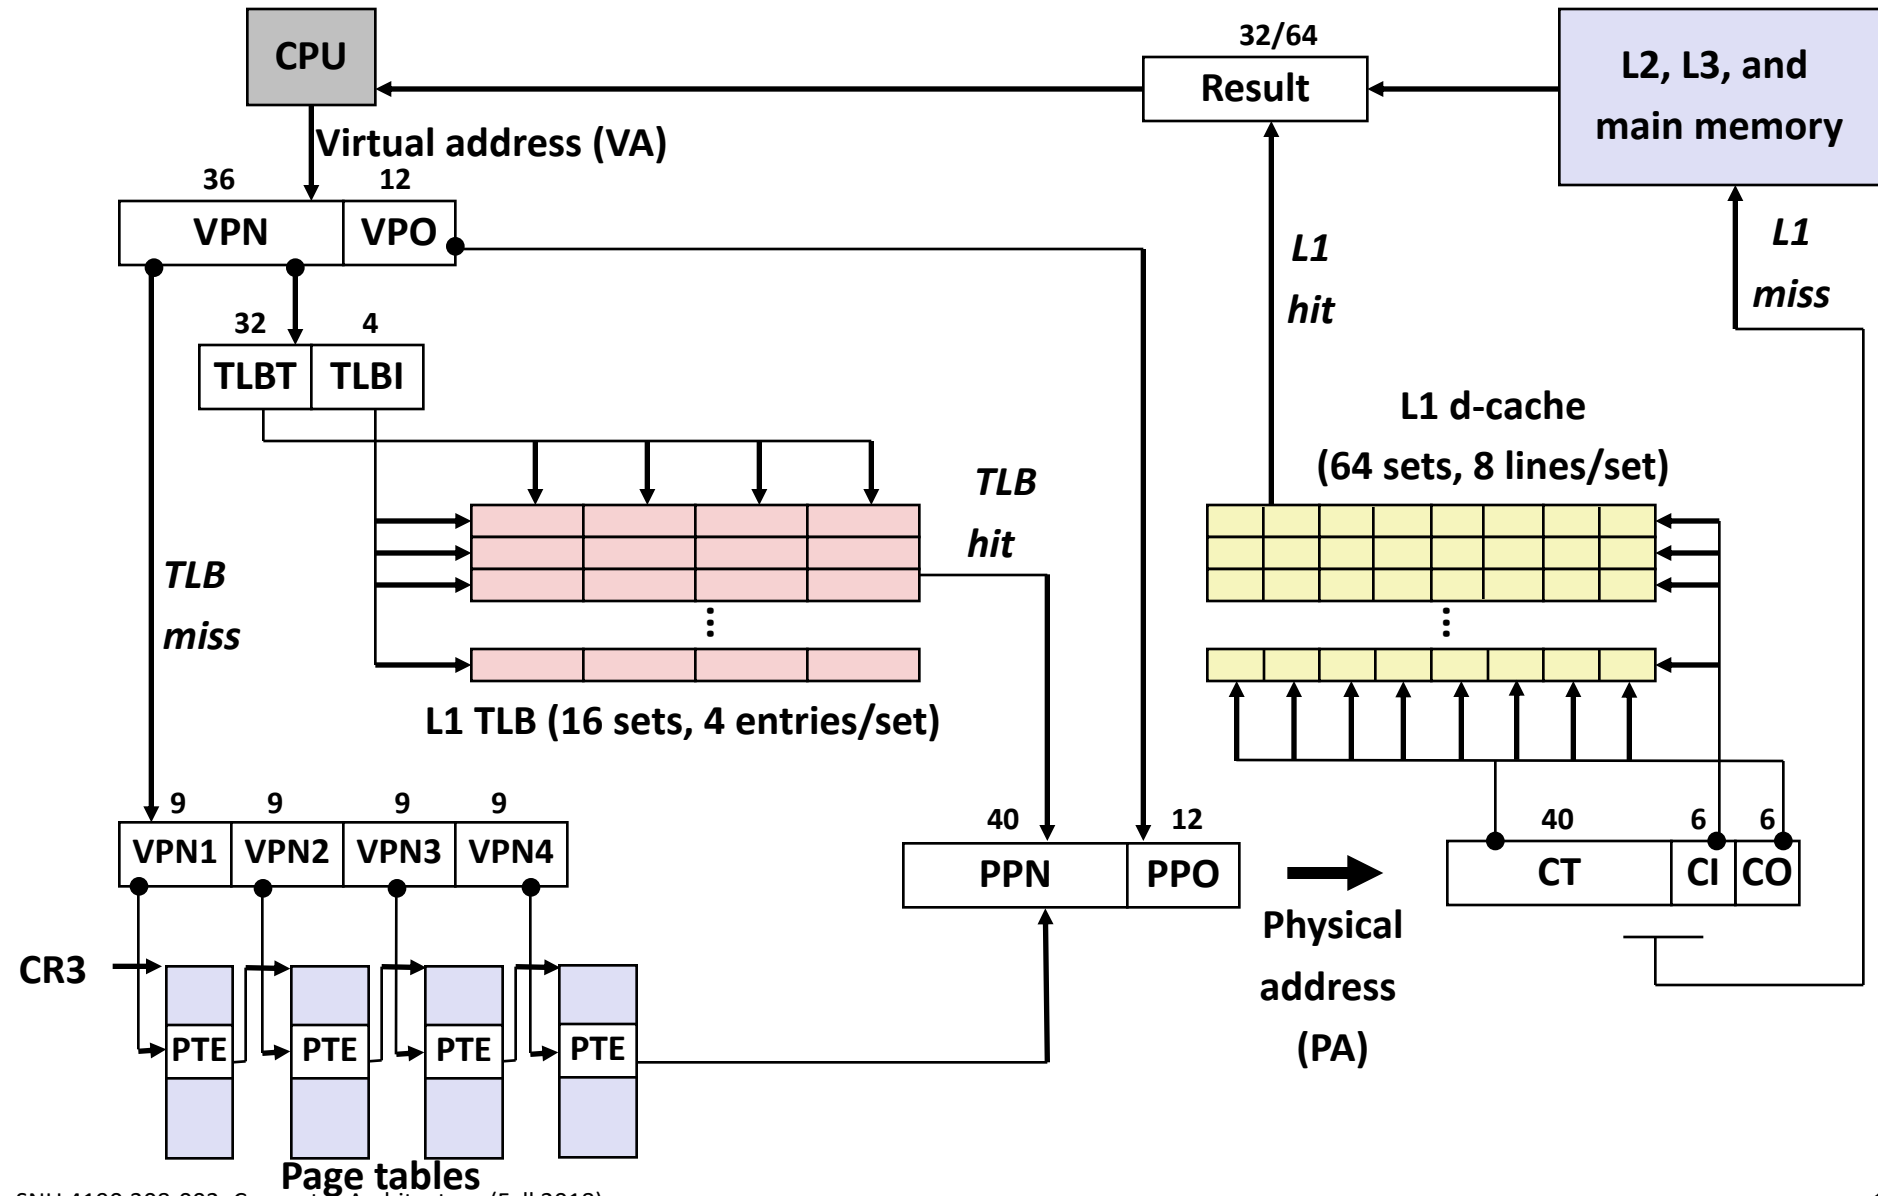 CPU
32/64
Result
L2, L3, and
main memory
Virtual address (VA)
36
12
VPN
VPO
L1
hit
L1
miss
32
4
TLBT
TLBI
L1 d-cache
(64 sets, 8 lines/set)
TLB
hit
TLB
miss
...
...
L1 TLB (16 sets, 4 entries/set)
9
9
9
9
VPN1
VPN2
VPN3
VPN4
40
12
PPN
PPO
40
6
6
CT
CI
CO
Physical
address
(PA)
CR3
PTE
PTE
PTE
PTE
Page tables
(Fall 2018)